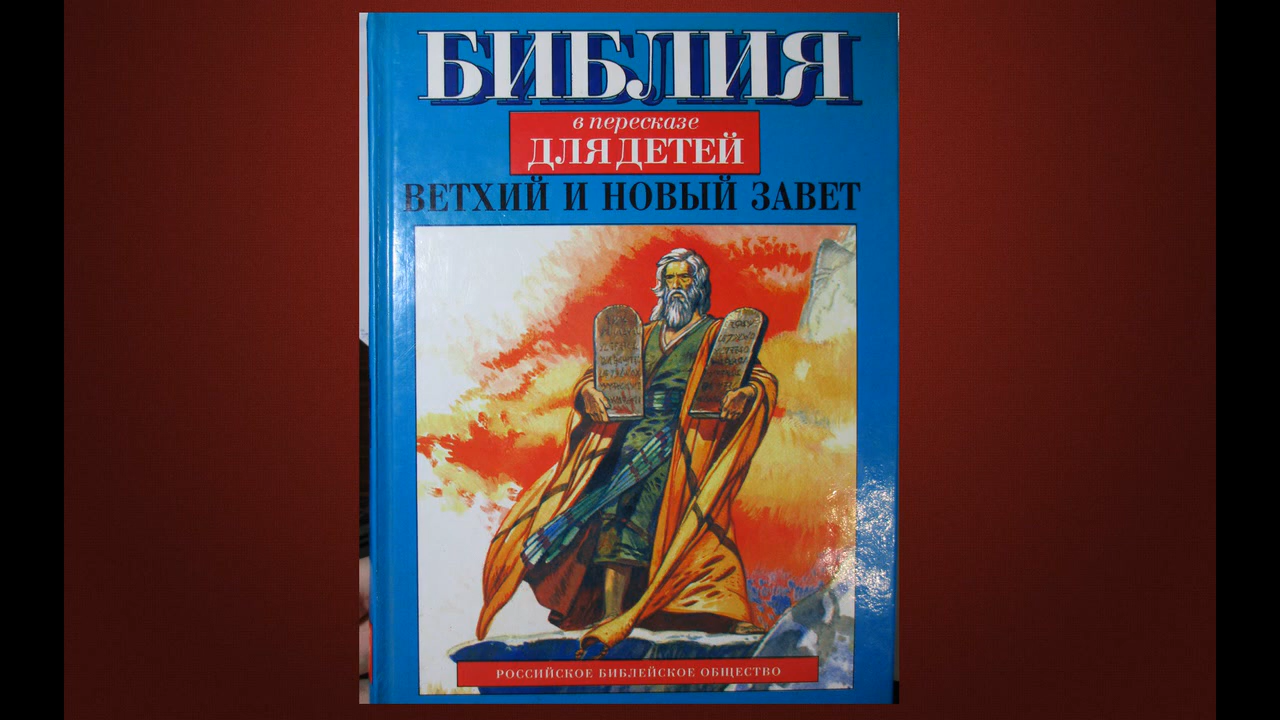 БИБЛИЯ
в пересказе
ДЛЯ ДЕТЕЙ
ВЕТХИЙ И НОВЫЙ ЗАВЕТ
РОССИЙСКОЕ БИБЛЕЙСКОЕ ОБЩЕСТВО